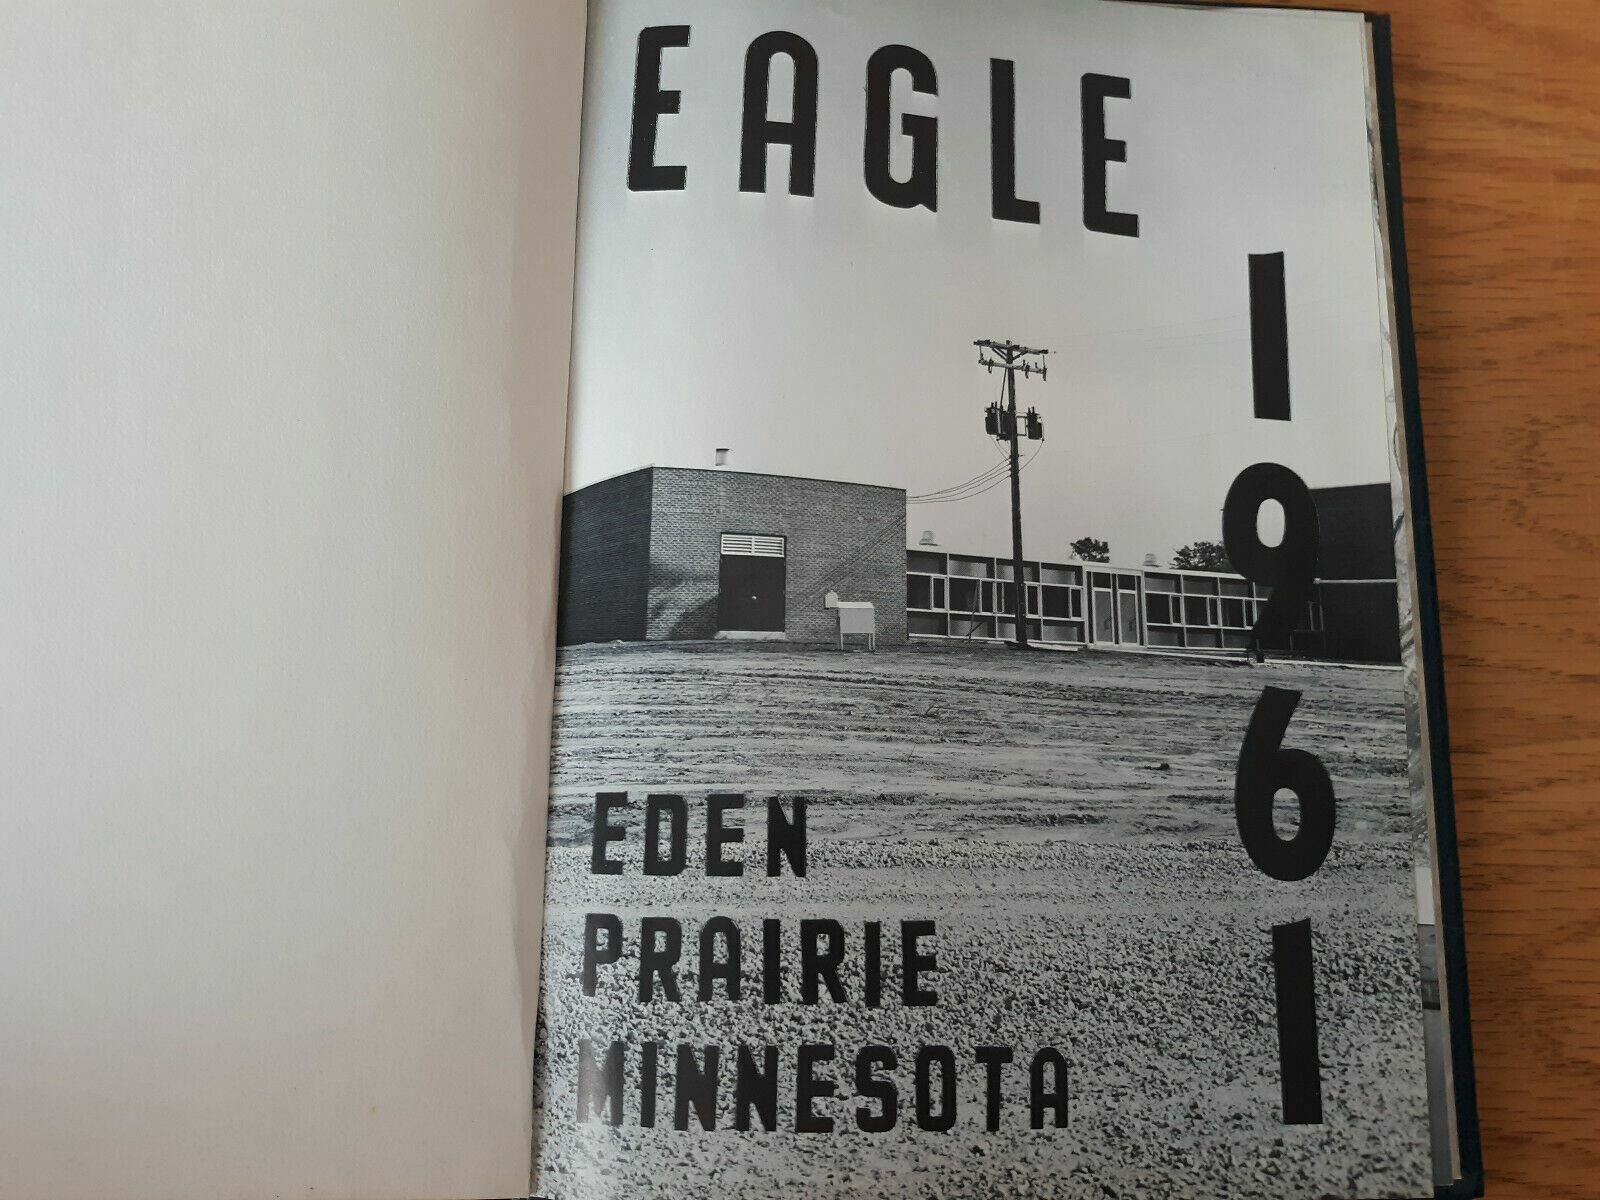 EAGLE
1961
EDEN
PRAIRIE
MINNESOTA